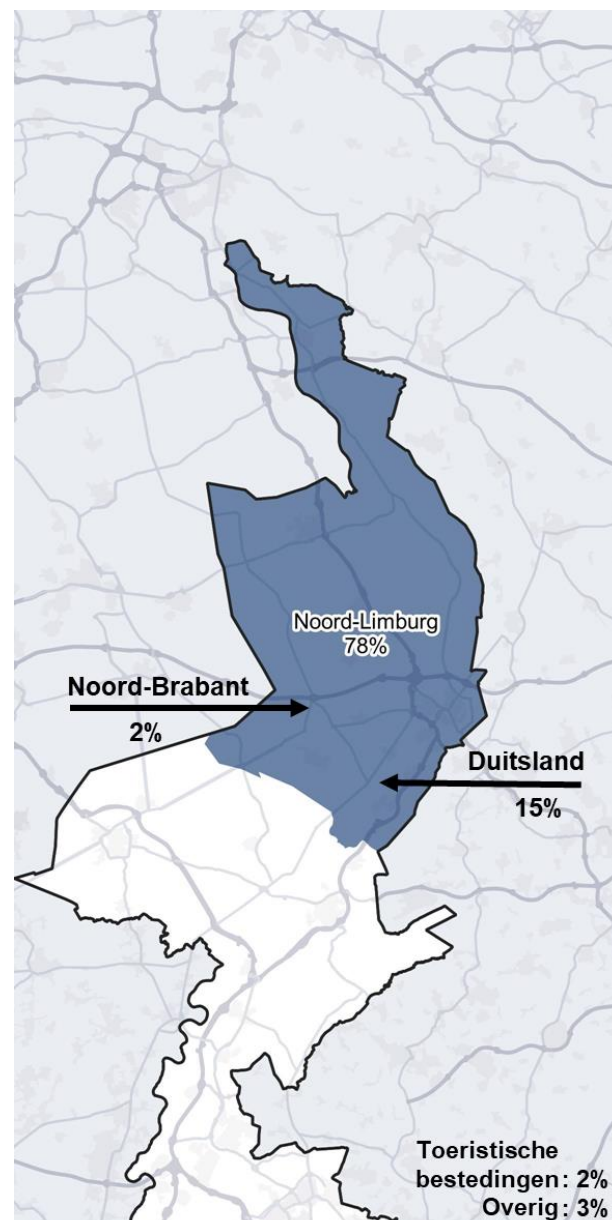 Noord-Limburg
78%
Noord-Brabant
2%
Duitsland
15%
Toeristische
bestedingen: 2%
Overig: 3%